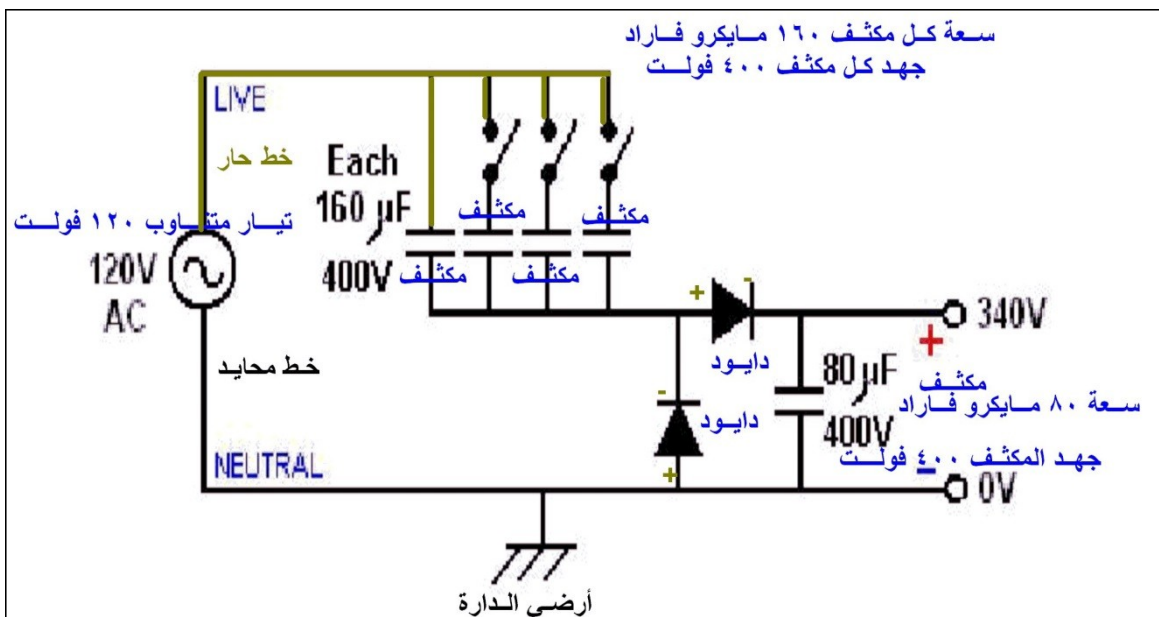 سعة كل مكثف ١٦٠ مايكرو فاراد
جهد كل مكثف ٤٠٠ فولت
LIVE
خط حار
Each
160 µF
400V
مكثف
مكثف
مكثف
مكثف
تيار متناوب ١٢٠ فولت
120V
AC
خط محايد
NEUTRAL
+
-
دايود
-
دايود
+
340V
+
80 µF
400V
مكثف
سعة ٨٠ مايكرو فاراد
جهد المكثف ٤٠٠ فولت
-
0V
أرضي الدارة